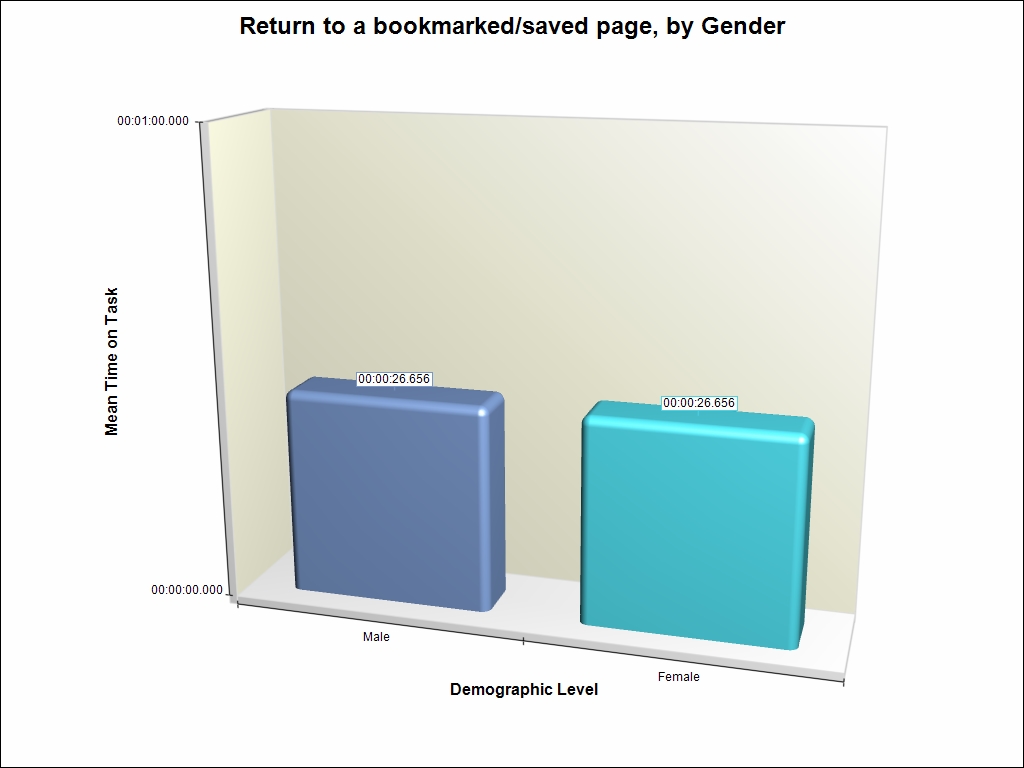 Return to a bookmarked/saved page, by Gender
00:01:00.000
Mean Time on Task
00:00:26.656
00:00:26.656
00:00:00.000
Male
Female
Demographic Level